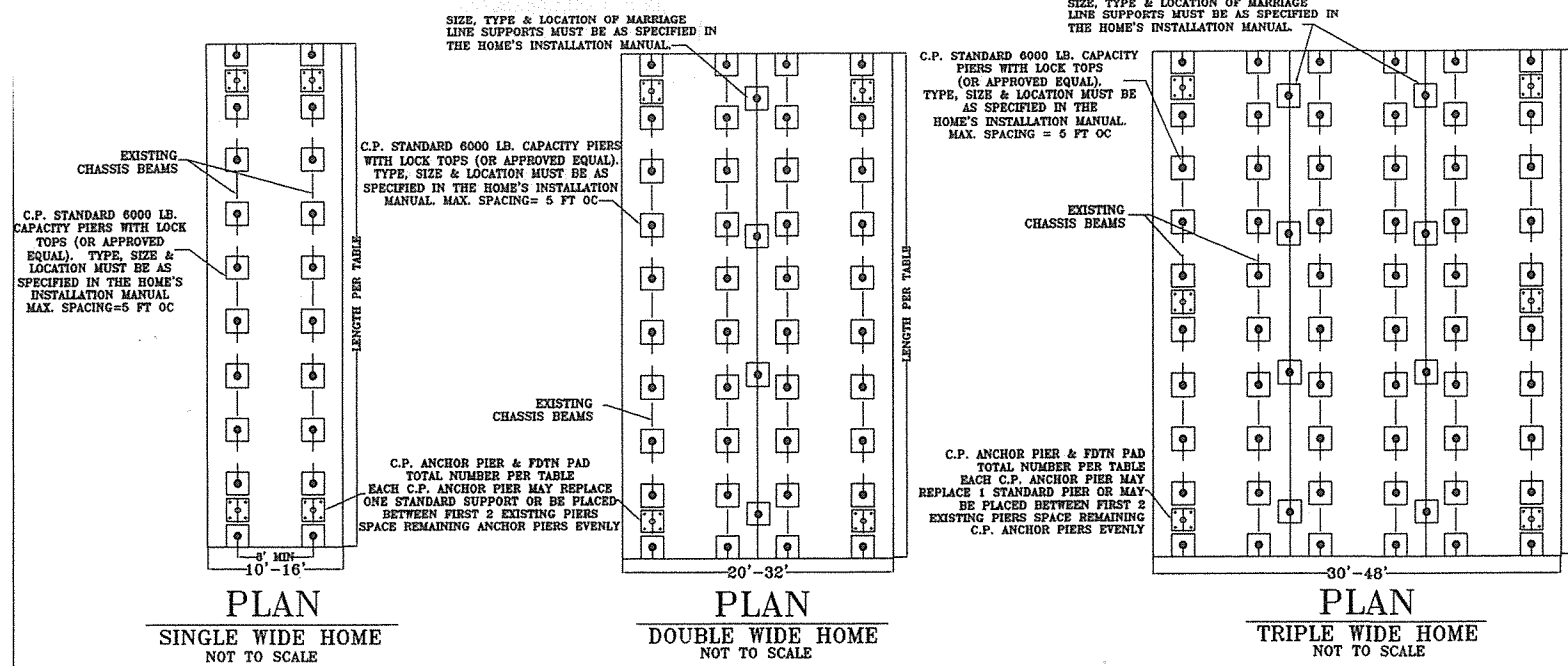 EXISTING
CHASSIS BEAMS
C.P. STANDARD 6000 LB.
CAPACITY PIERS WITH LOCK
TOPS (OR APPROVED
EQUAL). TYPE, SIZE &
LOCATION MUST BE AS
SPECIFIED IN THE HOME'S
INSTALLATION MANUAL
MAX. SPACING=5 FT OC
LENGTH PER TABLE
8' MIN
10'-16'
PLAN
SINGLE WIDE HOME
NOT TO SCALE
SIZE, TYPE & LOCATION OF MARRIAGE
LINE SUPPORTS MUST BE AS SPECIFIED IN
THE HOME'S INSTALLATION MANUAL.
C.P. STANDARD 6000 LB. CAPACITY PIERS
WITH LOCK TOPS (OR APPROVED EQUAL).
TYPE, SIZE & LOCATION MUST BE AS
SPECIFIED IN THE HOME'S INSTALLATION
MANUAL. MAX. SPACING= 5 FT OC
EXISTING
CHASSIS BEAMS
C.P. ANCHOR PIER & FDTN PAD
TOTAL NUMBER PER TABLE
EACH C.P. ANCHOR PIER MAY REPLACE
ONE STANDARD SUPPORT OR BE PLACED
BETWEEN FIRST 2 EXISTING PIERS
SPACE REMAINING ANCHOR PIERS EVENLY
LENGTH PER TABLE
20'-32'
PLAN
DOUBLE WIDE HOME
NOT TO SCALE
SIZE, TYPE & LOCATION OF MARRIAGE
LINE SUPPORTS MUST BE AS SPECIFIED IN
THE HOME'S INSTALLATION MANUAL.
C.P. STANDARD 6000 LB. CAPACITY
PIERS WITH LOCK TOPS
(OR APPROVED EQUAL).
TYPE, SIZE & LOCATION MUST BE
AS SPECIFIED IN THE
HOME'S INSTALLATION MANUAL.
MAX. SPACING = 5 FT OC
EXISTING
CHASSIS BEAMS
C.P. ANCHOR PIER & FDTN PAD
TOTAL NUMBER PER TABLE
EACH C.P. ANCHOR PIER MAY
REPLACE 1 STANDARD PIER OR MAY
BE PLACED BETWEEN FIRST 2
EXISTING PIERS SPACE REMAINING
C.P. ANCHOR PIERS EVENLY
30'-48'
PLAN
TRIPLE WIDE HOME
NOT TO SCALE